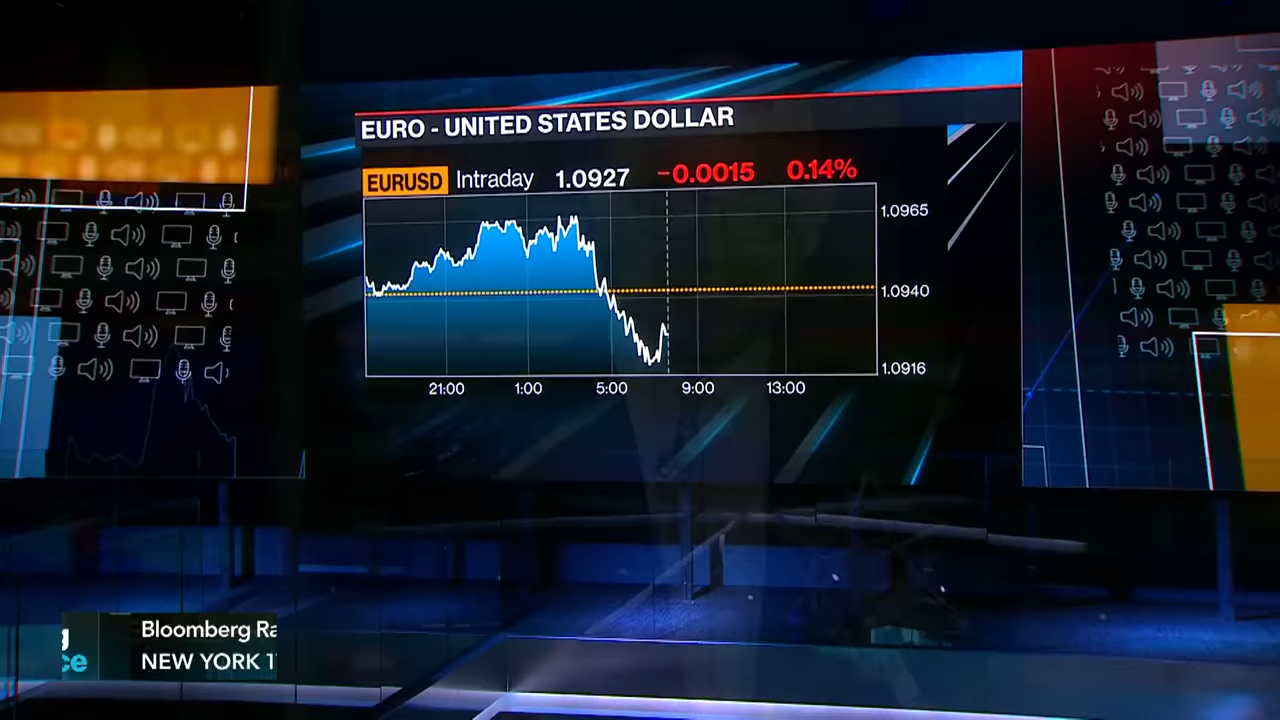 EURO - UNITED STATES DOLLAR
EURUSD Intraday 1.0927 -0.0015 0.14%
1.0965
1.0940
1.0916
21:00 1:00 5:00 9:00 13:00
Bloomberg
NEW YORK